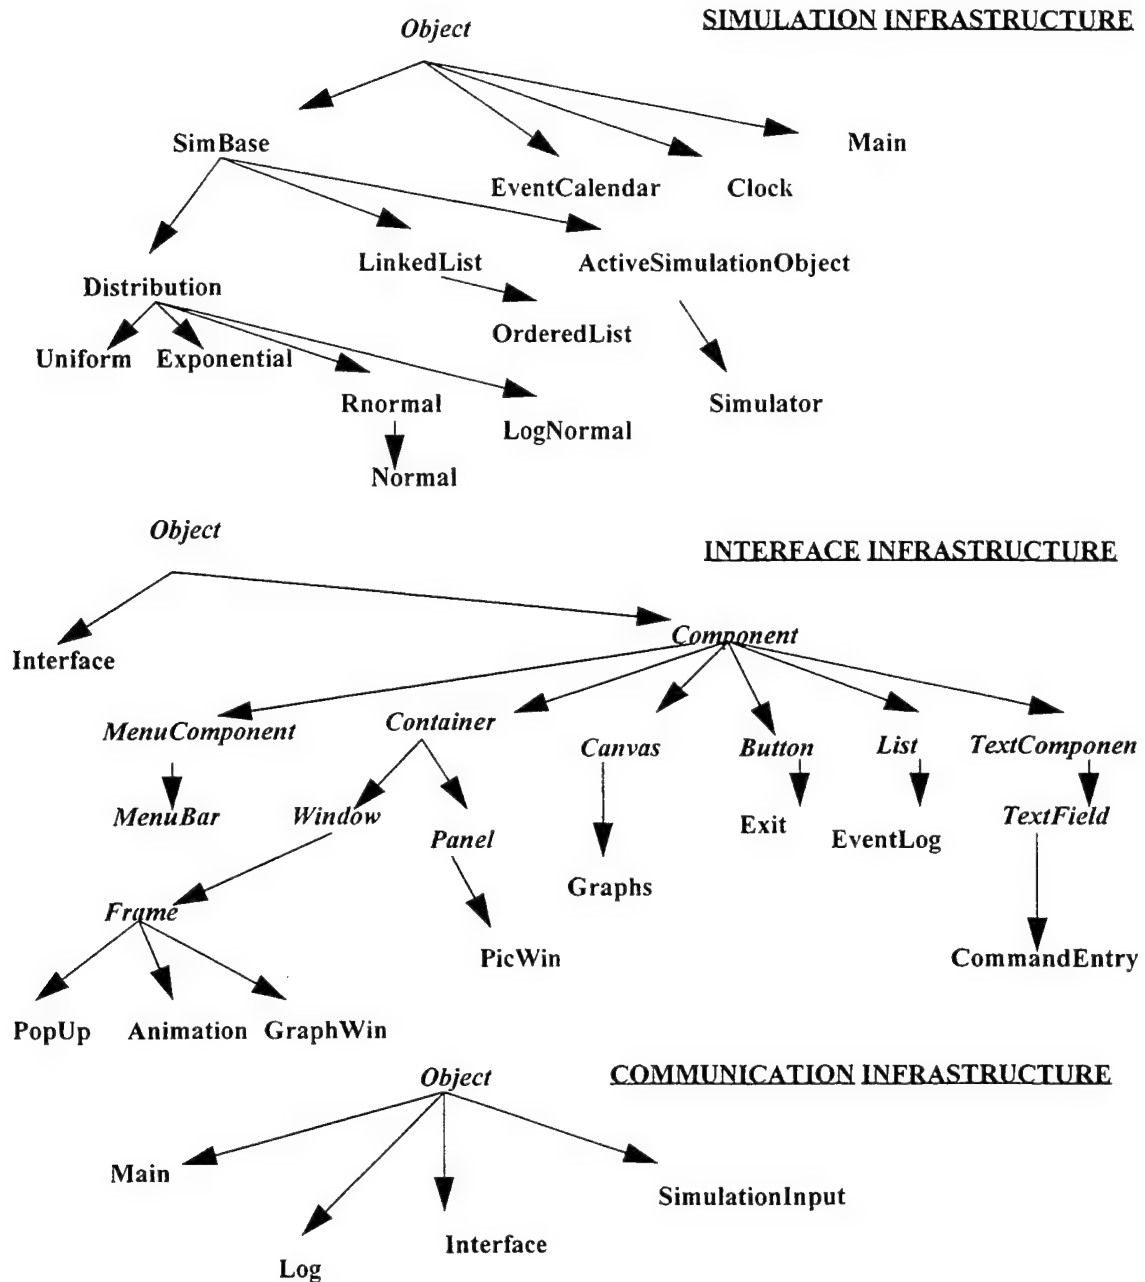 SIMULATION INFRASTRUCTURE
Object
SimBase
Main
EventCalendar
Clock
LinkedList
ActiveSimulationObject
Distribution
OrderedList
Uniform
Exponential
Rnormal
Simulator
LogNormal
Normal
Object
INTERFACE INFRASTRUCTURE
Interface
Component
MenuComponent
Container
Canvas
Button
List
TextComponen
MenuBar
Window
Panel
Exit
EventLog
TextField
Graphs
Frame
PicWin
CommandEntry
PopUp
Animation
GraphWin
Object
COMMUNICATION INFRASTRUCTURE
Main
SimulationInput
Interface
Log